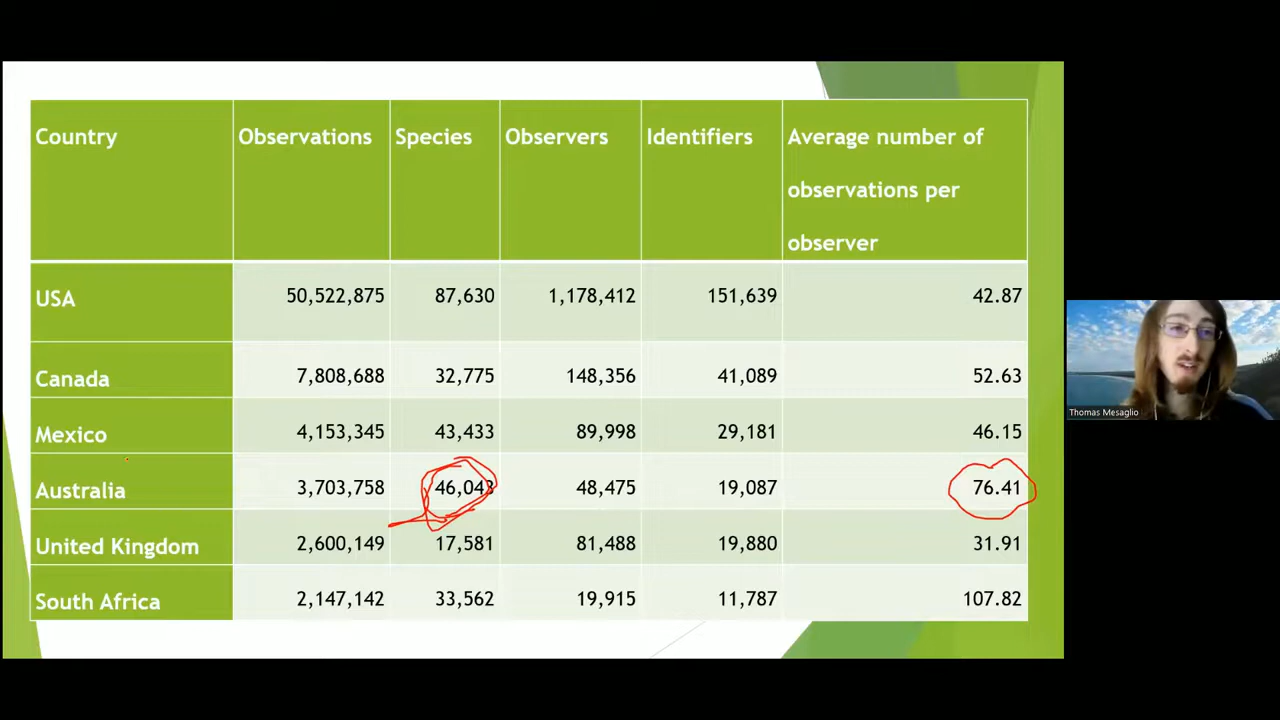 Country Observations Species Observers Identifiers Average number of
observations per
observer
USA 50,522,875 87,630 1,178,412 151,639 42.87
Canada 7,808,688 32,775 148,356 41,089 52.63
Mexico 4,153,345 43,433 89,998 29,181 46.15
Australia 3,703,758 46,043 48,475 19,087 76.41
United Kingdom 2,600,149 17,581 81,488 19,880 31.91
South Africa 2,147,142 33,562 19,915 11,787 107.82
Thomas Mesaglio